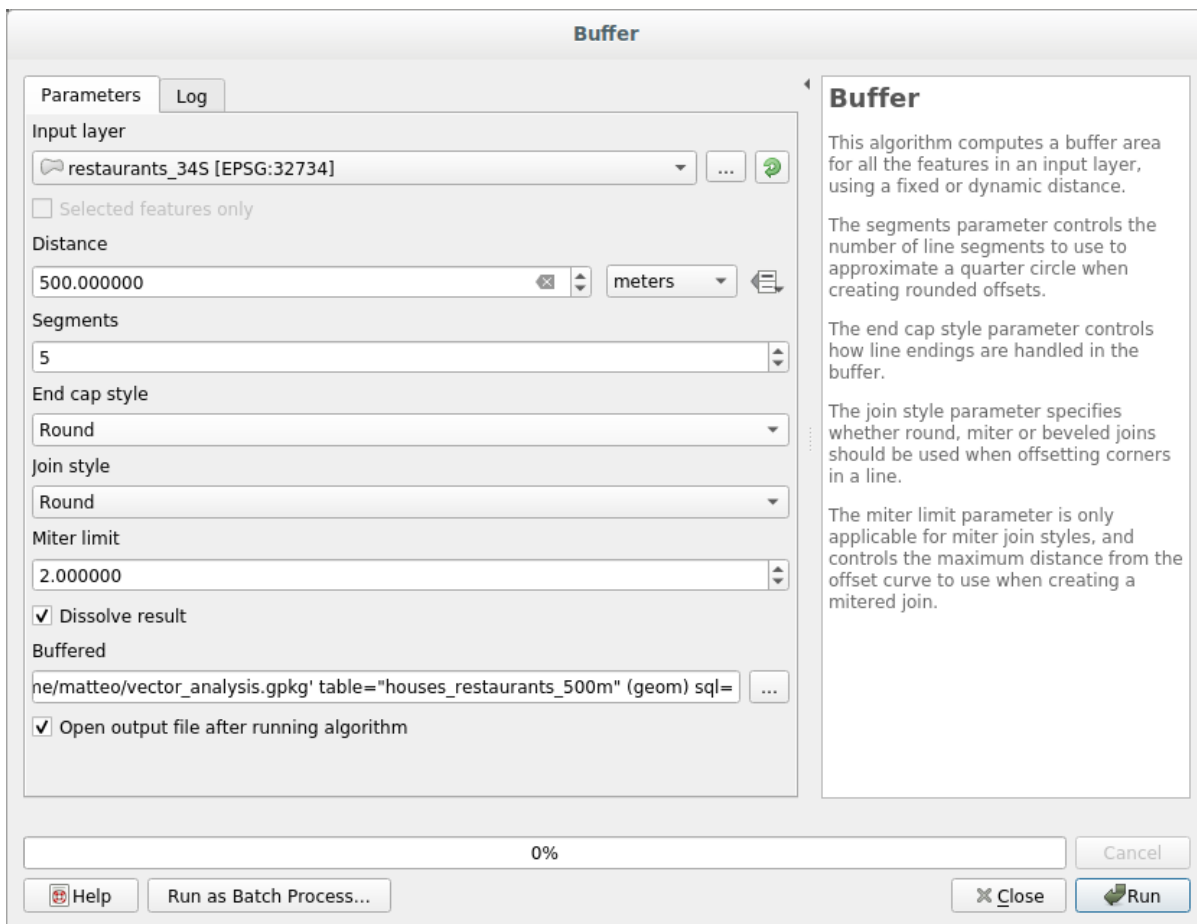 Buffer
Parameters
Log
Input layer
restaurants_34S [EPSG:32734]
...
Selected features only
Distance
500.000000
meters
Segments
5
End cap style
Round
Join style
Round
Miter limit
2.000000
Dissolve result
Buffered
ne/matteo/vector_analysis.gpkg' table="houses_restaurants_500m" (geom) sql=
...
Open output file after running algorithm
Buffer
This algorithm computes a buffer area
for all the features in an input layer,
using a fixed or dynamic distance.
The segments parameter controls the
number of line segments to use to
approximate a quarter circle when
creating rounded offsets.
The end cap style parameter controls
how line endings are handled in the
buffer.
The join style parameter specifies
whether round, miter or beveled joins
should be used when offsetting corners
in a line.
The miter limit parameter is only
applicable for miter join styles, and
controls the maximum distance from the
offset curve to use when creating a
mitered join.
0%
Cancel
Help
Run as Batch Process...
Close
Run